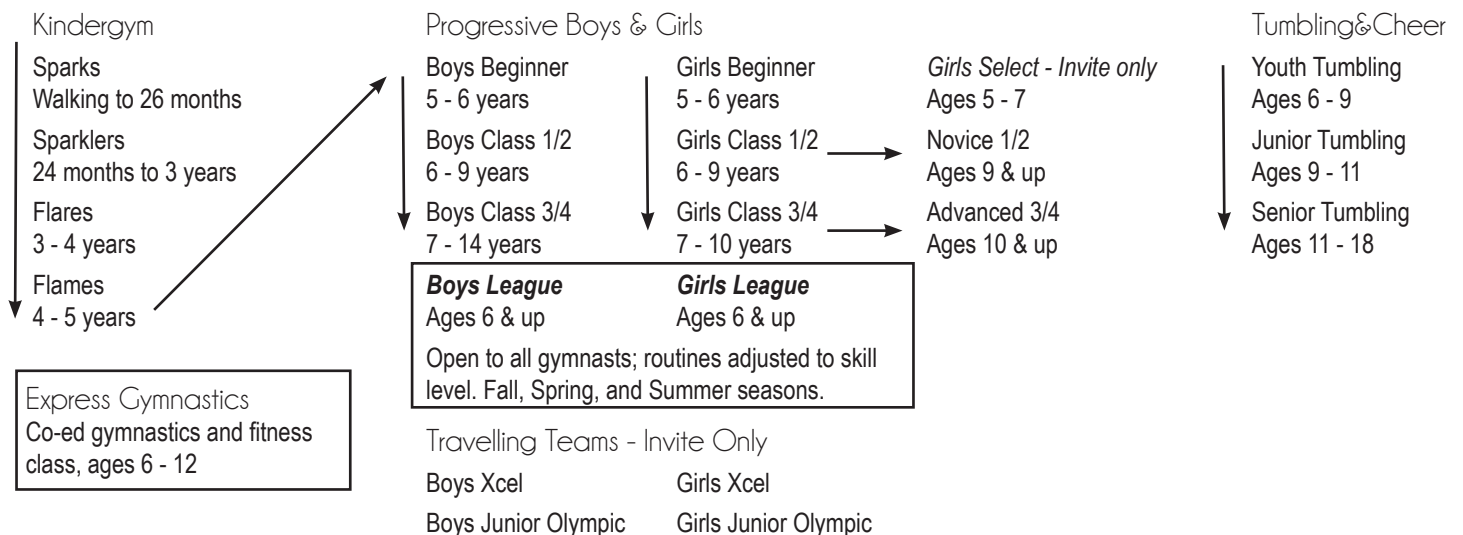 Kindergym
Sparks
Walking to 26 months
Sparklers
24 months to 3 years
Flares
3 - 4 years
Flames
4 - 5 years
Express Gymnastics
Co-ed gymnastics and fitness
class, ages 6 - 12
Progressive Boys & Girls
Boys Beginner
5 - 6 years
Boys Class 1/2
6 - 9 years
Boys Class 3/4
7 - 14 years
Girls Beginner
5 - 6 years
Girls Class 1/2
6 - 9 years
Girls Class 3/4
7 - 10 years
Girls Select - Invite only
Ages 5 - 7
Novice 1/2
Ages 9 & up
Advanced 3/4
Ages 10 & up
Boys League
Ages 6 & up
Girls League
Ages 6 & up
Open to all gymnasts; routines adjusted to skill
level. Fall, Spring, and Summer seasons.
Travelling Teams - Invite Only
Boys Xcel
Boys Junior Olympic
Girls Xcel
Girls Junior Olympic
Tumbling&Cheer
Youth Tumbling
Ages 6 - 9
Junior Tumbling
Ages 9 - 11
Senior Tumbling
Ages 11 - 18